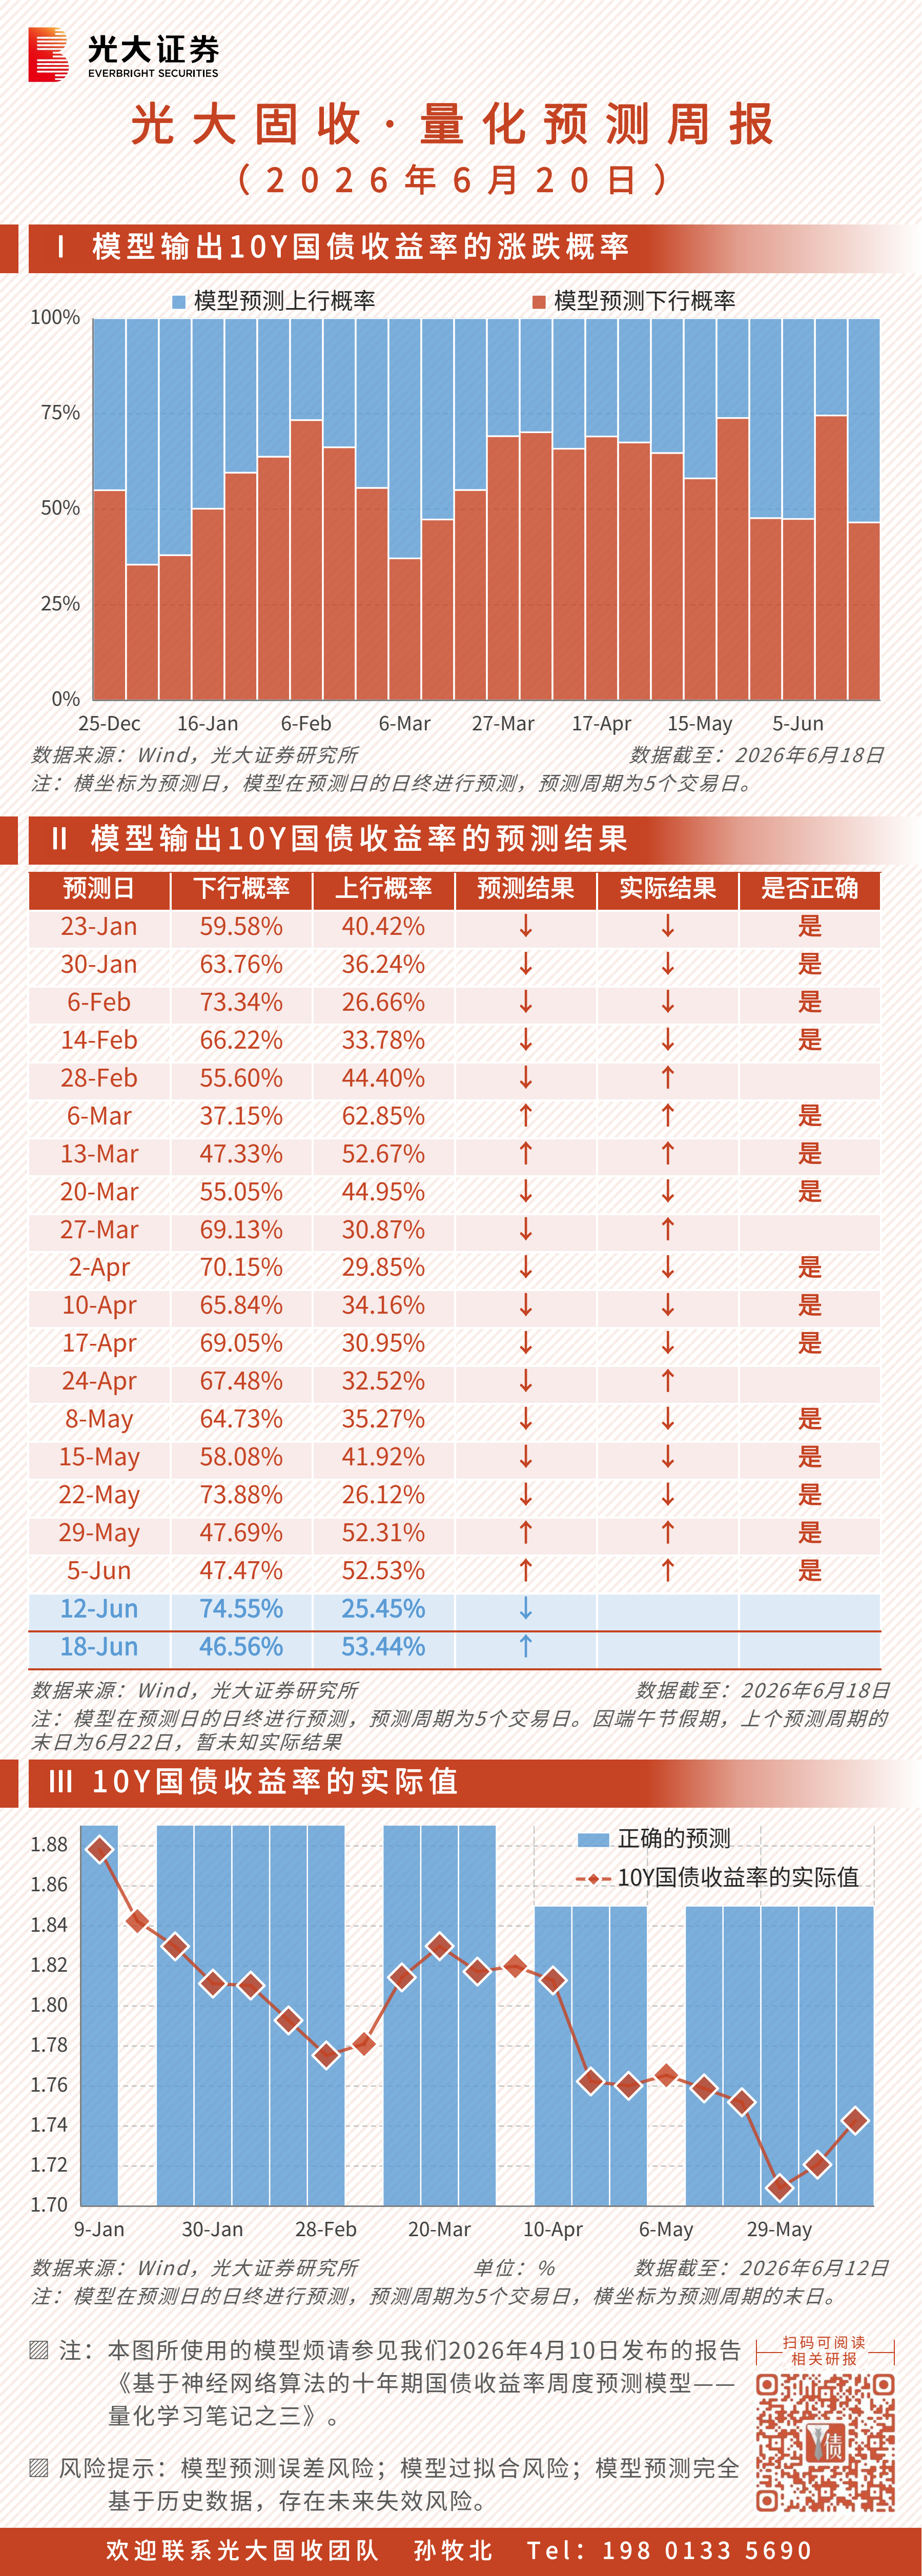 光大证券
EVERBRIGHT SECURITIES
光大固收·量化预测周报
（2026年6月20日）
Ⅰ 模型输出10Y国债收益率的涨跌概率
模型预测上行概率 模型预测下行概率
100%
75%
50%
25%
0%
25-Dec 16-Jan 6-Feb 6-Mar 27-Mar 17-Apr 15-May 5-Jun
数据来源：Wind，光大证券研究所 数据截至：2026年6月18日
注：横坐标为预测日，模型在预测日的日终进行预测，预测周期为5个交易日。
Ⅱ 模型输出10Y国债收益率的预测结果
预测日 下行概率 上行概率 预测结果 实际结果 是否正确
23-Jan 59.58% 40.42% ↓ ↓ 是
30-Jan 63.76% 36.24% ↓ ↓ 是
6-Feb 73.34% 26.66% ↓ ↓ 是
14-Feb 66.22% 33.78% ↓ ↓ 是
28-Feb 55.60% 44.40% ↓ ↑
6-Mar 37.15% 62.85% ↑ ↑ 是
13-Mar 47.33% 52.67% ↑ ↑ 是
20-Mar 55.05% 44.95% ↓ ↓ 是
27-Mar 69.13% 30.87% ↓ ↑
2-Apr 70.15% 29.85% ↓ ↓ 是
10-Apr 65.84% 34.16% ↓ ↓ 是
17-Apr 69.05% 30.95% ↓ ↓ 是
24-Apr 67.48% 32.52% ↓ ↑
8-May 64.73% 35.27% ↓ ↓ 是
15-May 58.08% 41.92% ↓ ↓ 是
22-May 73.88% 26.12% ↓ ↓ 是
29-May 47.69% 52.31% ↑ ↑ 是
5-Jun 47.47% 52.53% ↑ ↑ 是
12-Jun 74.55% 25.45% ↓
18-Jun 46.56% 53.44% ↑
数据来源：Wind，光大证券研究所 数据截至：2026年6月18日
注：模型在预测日的日终进行预测，预测周期为5个交易日。因端午节假期，上个预测周期的
末日为6月22日，暂未知实际结果
Ⅲ 10Y国债收益率的实际值
正确的预测
10Y国债收益率的实际值
1.88
1.86
1.84
1.82
1.80
1.78
1.76
1.74
1.72
1.70
9-Jan 30-Jan 28-Feb 20-Mar 10-Apr 6-May 29-May
数据来源：Wind，光大证券研究所 单位：% 数据截至：2026年6月12日
注：模型在预测日的日终进行预测，预测周期为5个交易日，横坐标为预测周期的末日。
注：本图所使用的模型烦请参见我们2026年4月10日发布的报告
《基于神经网络算法的十年期国债收益率周度预测模型——
量化学习笔记之三》。
扫码可阅读
相关研报
债
风险提示：模型预测误差风险；模型过拟合风险；模型预测完全
基于历史数据，存在未来失效风险。
欢迎联系光大固收团队 孙牧北 Tel：198 0133 5690